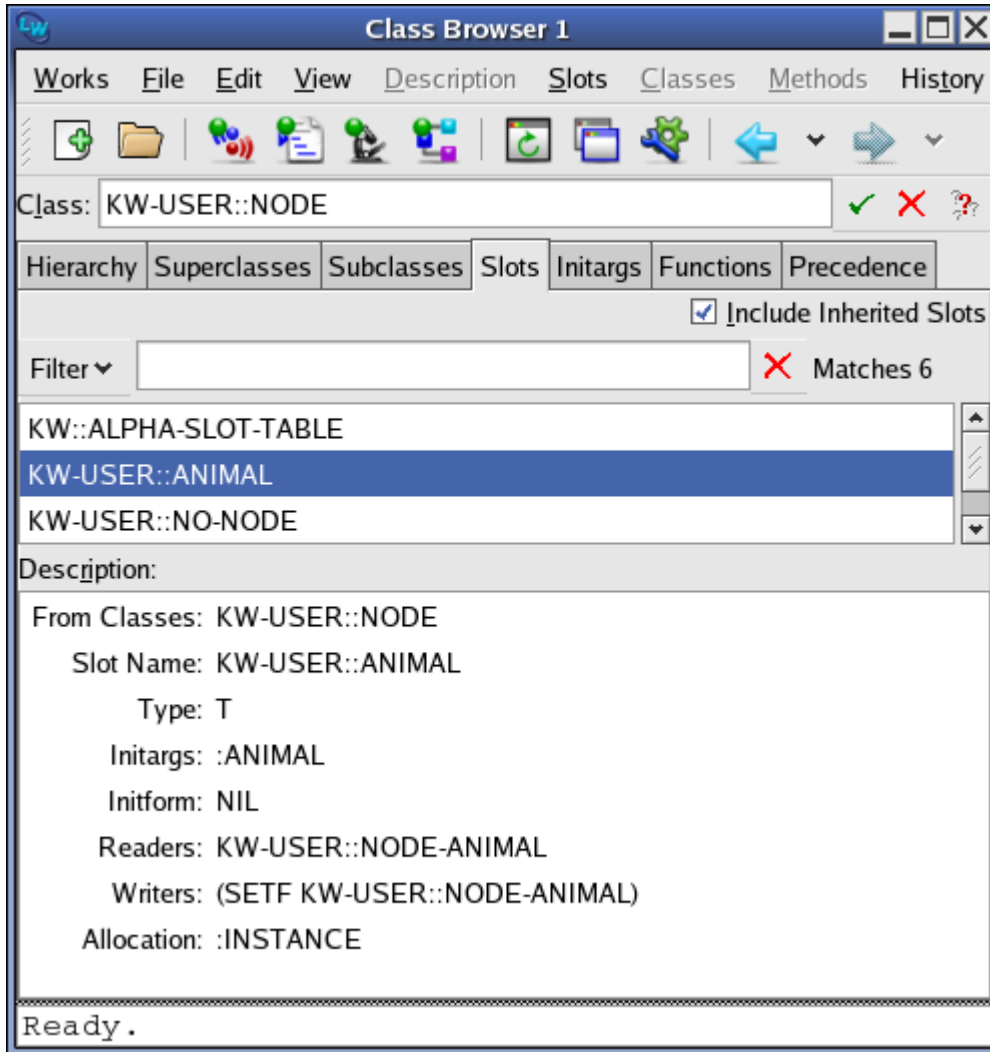 LW Class Browser 1
Works File Edit View Description Slots Classes Methods History
Class: KW-USER::NODE
Hierarchy Superclasses Subclasses Slots Initargs Functions Precedence
Include Inherited Slots
Filter Matches 6
KW::ALPHA-SLOT-TABLE
KW-USER::ANIMAL
KW-USER::NO-NODE
Description:
From Classes: KW-USER::NODE
Slot Name: KW-USER::ANIMAL
Type: T
Initargs: :ANIMAL
Initform: NIL
Readers: KW-USER::NODE-ANIMAL
Writers: (SETF KW-USER::NODE-ANIMAL)
Allocation: :INSTANCE
Ready.